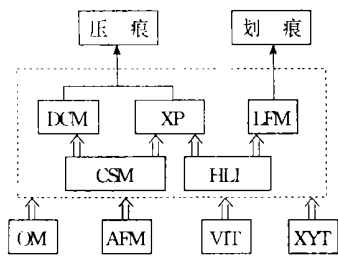 压 痕 划 痕
DCM XP LFM
CSM HLI
OM AFM VIT XYT